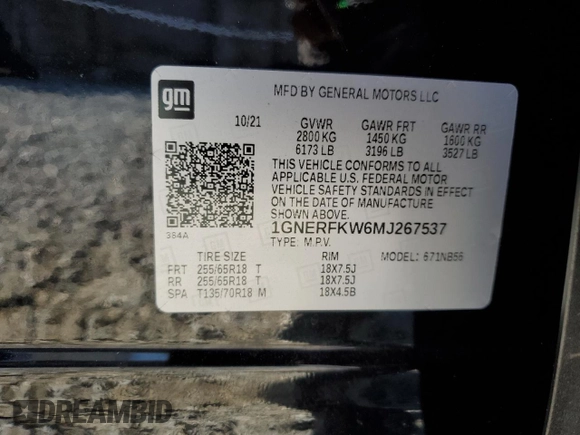 gm
MFD BY GENERAL MOTORS LLC
10/21 GVWR GAWR FRT GAWR RR
2800 KG 1450 KG 1600 KG
6173 LB 3196 LB 3527 LB
THIS VEHICLE CONFORMS TO ALL
APPLICABLE U.S. FEDERAL MOTOR
VEHICLE SAFETY STANDARDS IN EFFECT
ON THE DATE OF MANUFACTURE
SHOWN ABOVE.
384A 1GNERFKW6MJ267537
TYPE: M.P.V. MODEL: 671NB56
TIRE SIZE RIM
FRT 255/65R18 T 18X7.5J
RR 255/65R18 T 18X7.5J
SPA T135/70R18 M 18X4.5B
DREAMBID